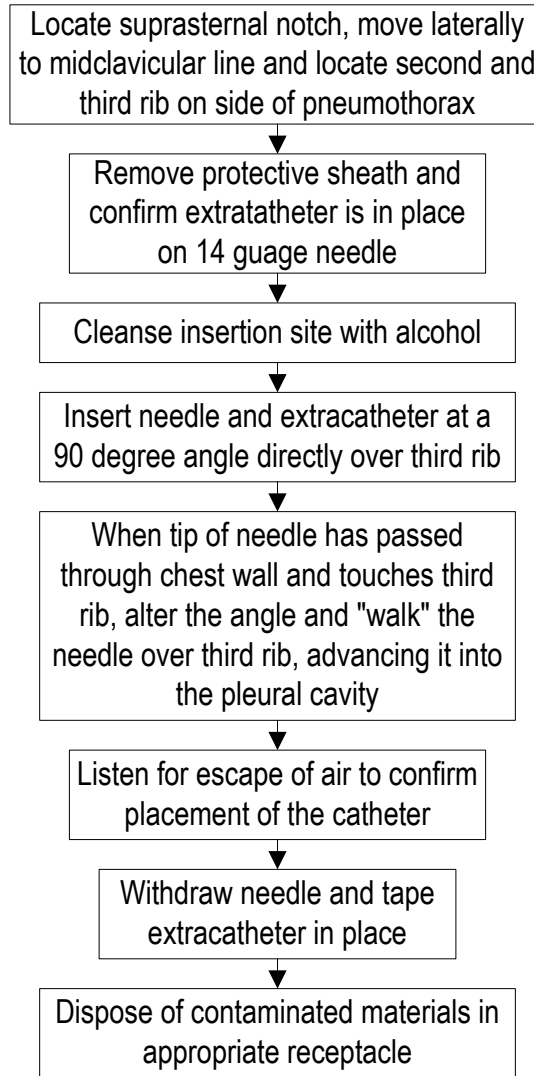 Locate suprasternal notch, move laterally
to midclavicular line and locate second and
third rib on side of pneumothorax
Remove protective sheath and
confirm extratatheter is in place
on 14 guage needle
Cleanse insertion site with alcohol
Insert needle and extracatheter at a
90 degree angle directly over third rib
When tip of needle has passed
through chest wall and touches third
rib, alter the angle and "walk" the
needle over third rib, advancing it into
the pleural cavity
Listen for escape of air to confirm
placement of the catheter
Withdraw needle and tape
extracatheter in place
Dispose of contaminated materials in
appropriate receptacle